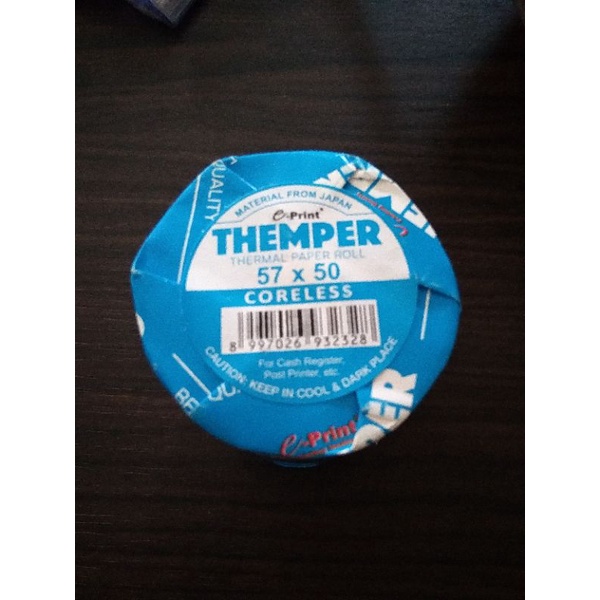 MATERIAL FROM JAPAN
e-Print
THEMPER
THERMAL PAPER ROLL
57 x 50
CORELESS
8 997026 932328
For Cash Register,
Post Printer, etc.
CAUTION: KEEP IN COOL & DARK PLACE
QUALITY
e-Print
PER